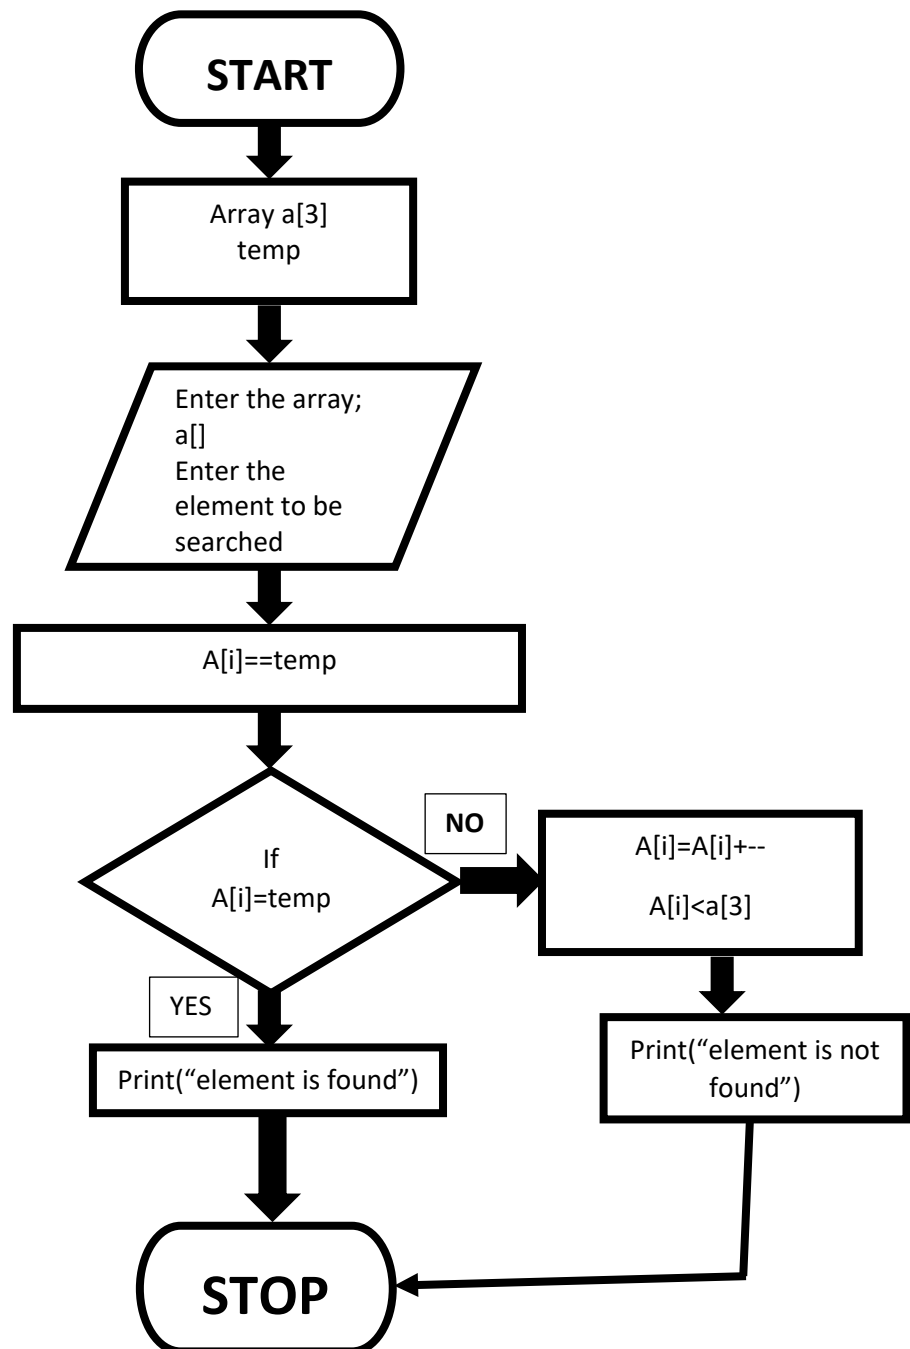 START
Array a[3]
temp
Enter the array;
a[]
Enter the
element to be
searched
A[i]==temp
If
A[i]=temp
NO
A[i]=A[i]+--
A[i]<a[3]
YES
Print(“element is found”)
Print(“element is not
found”)
STOP